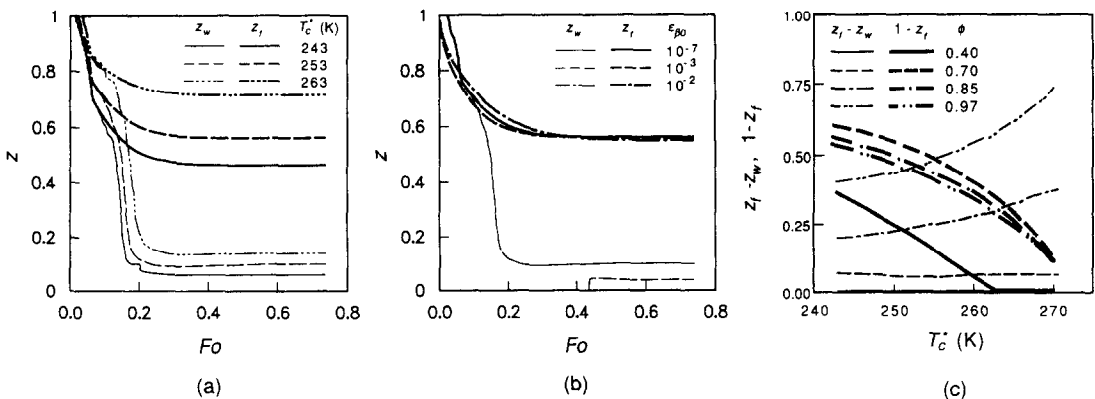 z_w z_f T_c^* (K)
243
253
263
1
0.8
0.6
0.4
0.2
0
z
0.0 0.2 0.4 0.6 0.8
Fo
(a)
z_w z_f ε_β0
10^-7
10^-3
10^-2
1
0.8
0.6
0.4
0.2
0
z
0.0 0.2 0.4 0.6 0.8
Fo
(b)
z_f - z_w 1 - z_f ϕ
0.40
0.70
0.85
0.97
1.00
0.75
0.50
0.25
0.00
z_f - z_w, 1 - z_f
240 250 260 270
T_c^* (K)
(c)